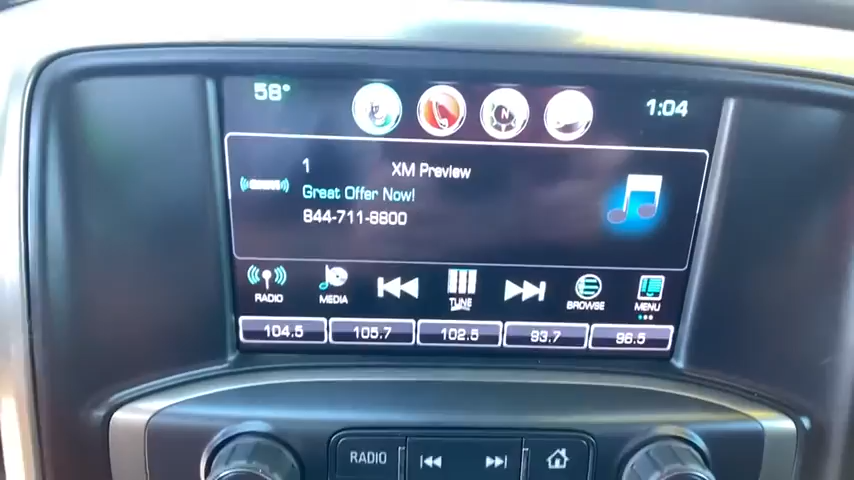 58°
N
1:04
1 XM Preview
Great Offer Now!
844-711-8800
RADIO MEDIA TUNE BROWSE MENU
104.5 105.7 102.5 93.7 96.5
RADIO